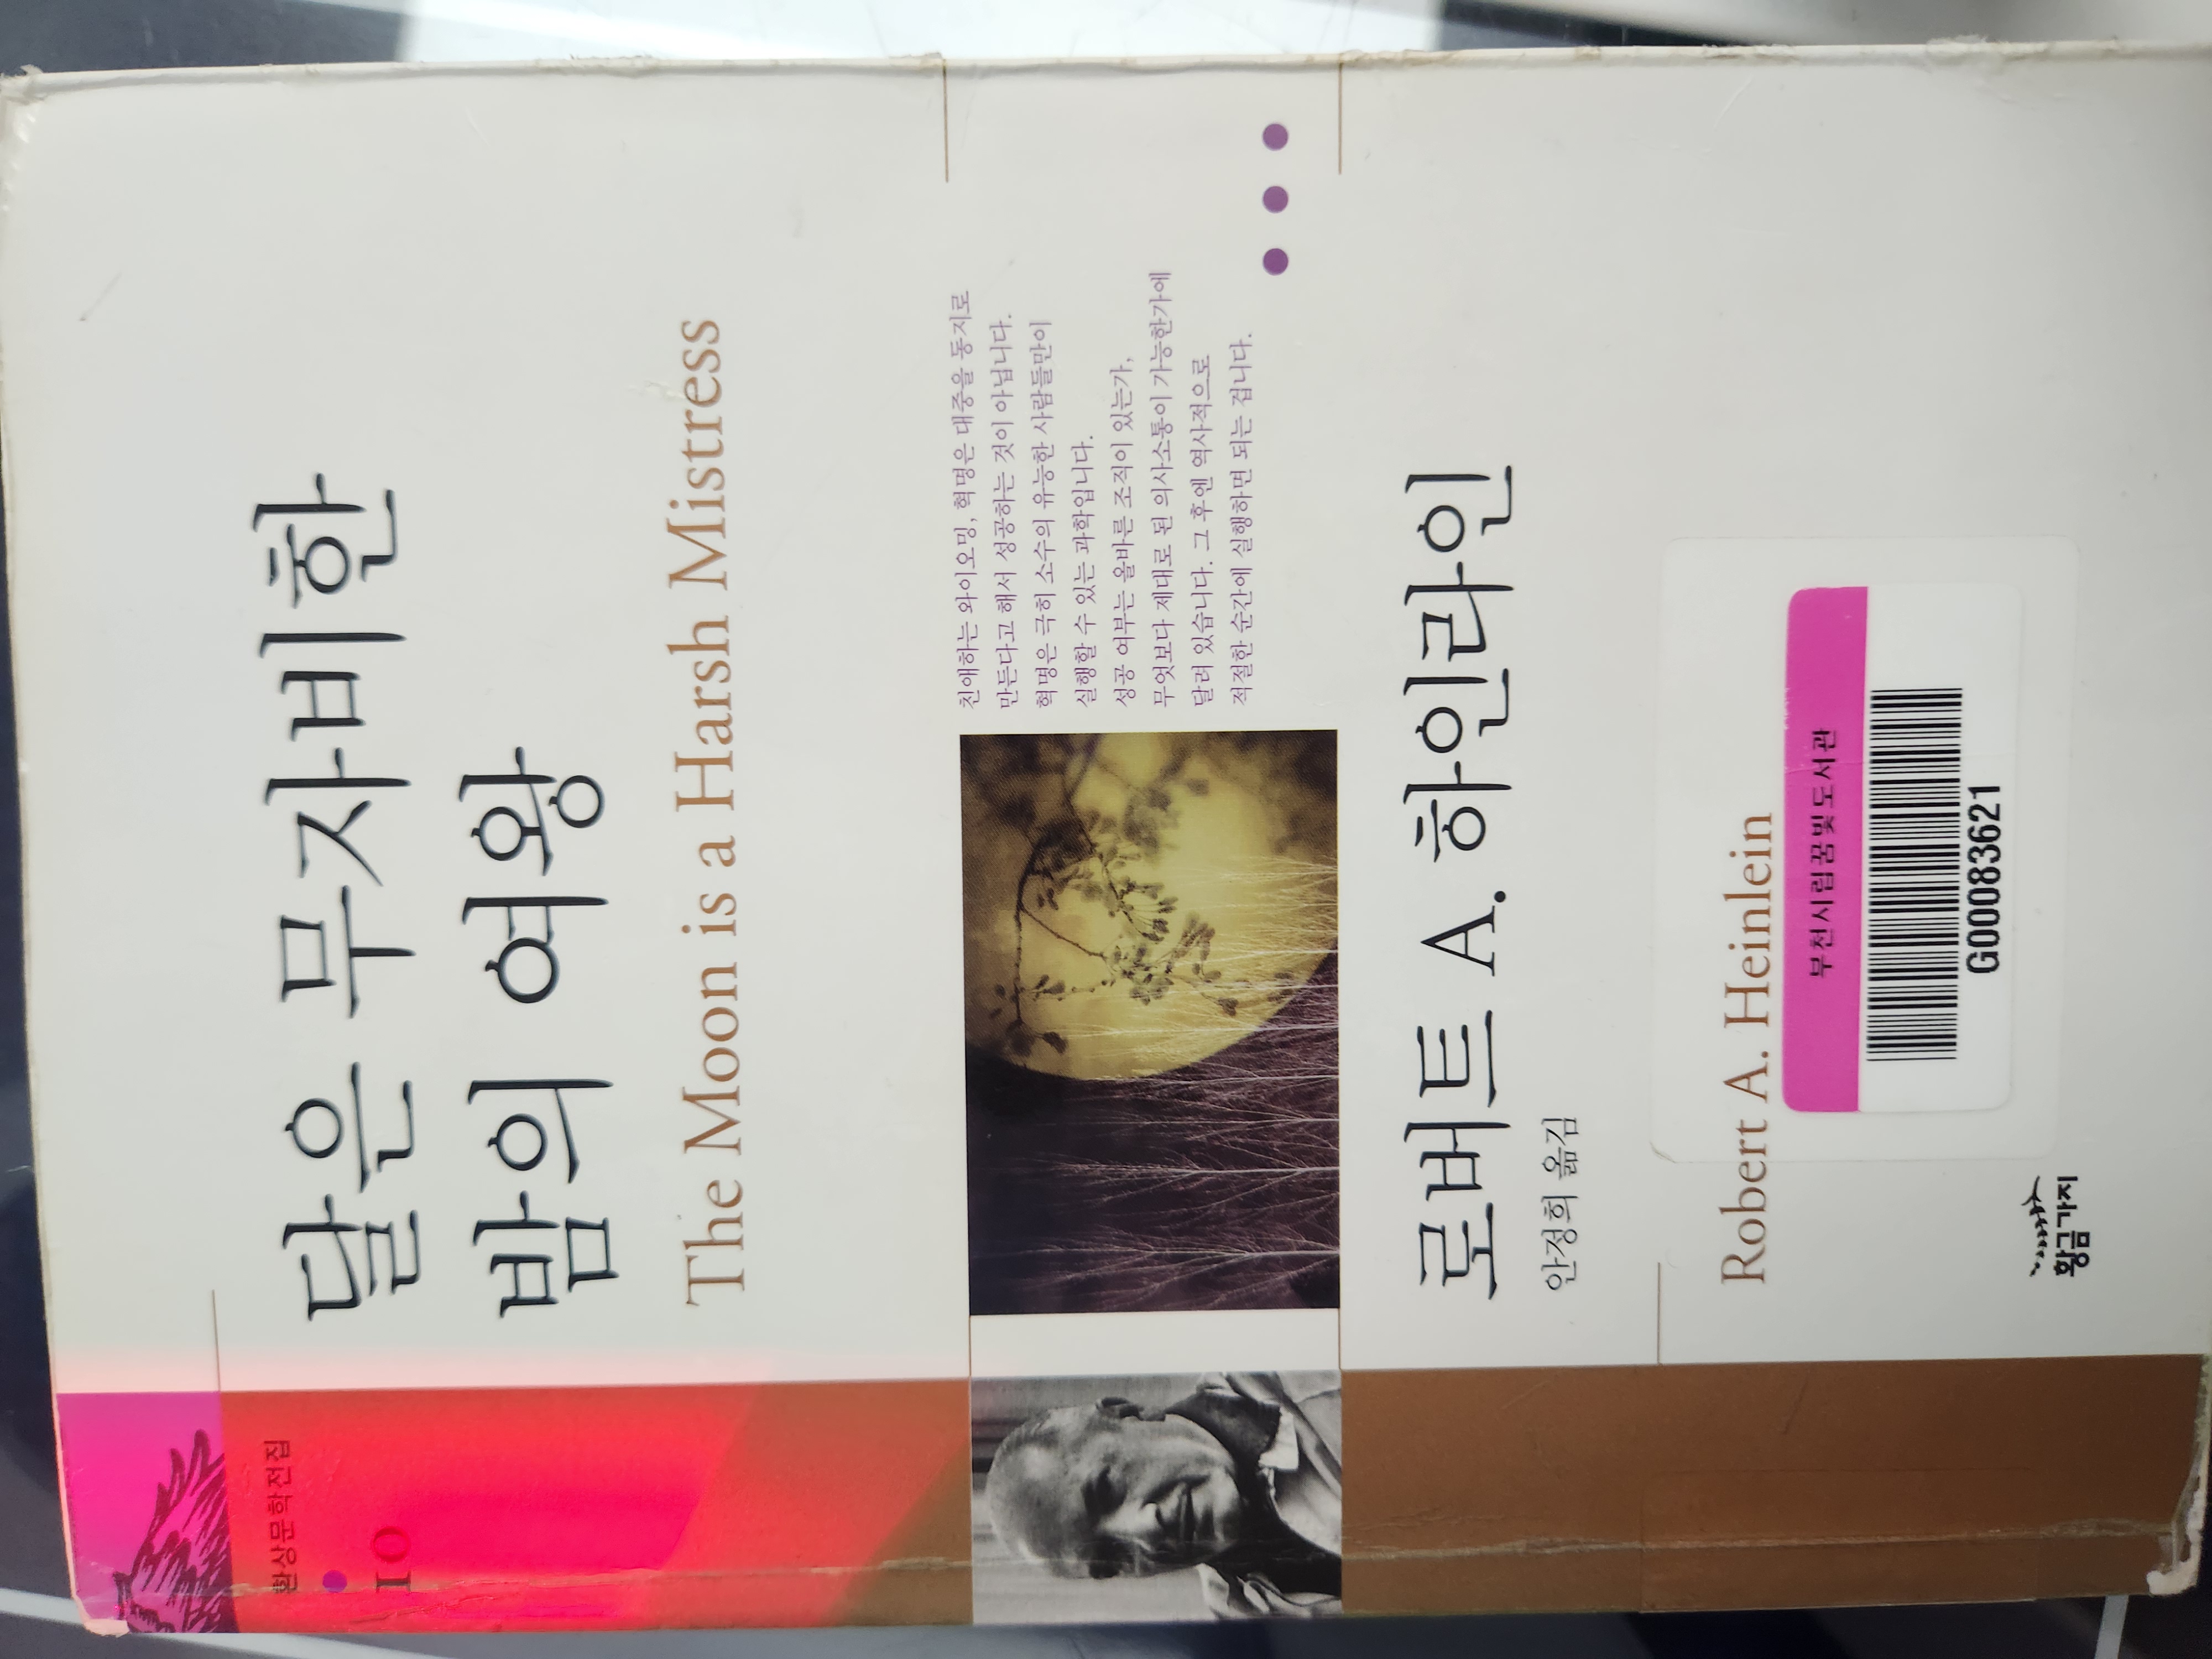 환상문학전집
10
달은 무자비한
밤의 여왕
The Moon is a Harsh Mistress
친애하는 와이오밍, 혁명은 대중을 동지로
만든다고 해서 성공하는 것이 아닙니다.
혁명은 극히 소수의 유능한 사람들만이
실행할 수 있는 과학입니다.
성공 여부는 올바른 조직이 있는가,
무엇보다 제대로 된 의사소통이 가능한가에
달려 있습니다. 그 후엔 역사적으로
적절한 순간에 실행하면 되는 겁니다.
로버트 A. 하인라인
안정희 옮김
Robert A. Heinlein
부천시립꿈빛도서관
G00083621
황금가지